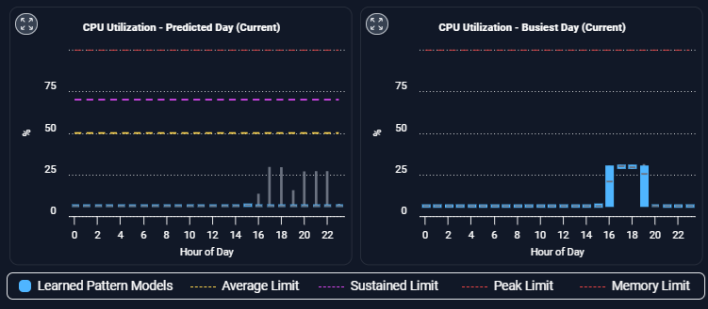 CPU Utilization - Predicted Day (Current)
75
50
25
0
%
0 2 4 6 8 10 12 14 16 18 20 22
Hour of Day
CPU Utilization - Busiest Day (Current)
75
50
25
0
%
0 2 4 6 8 10 12 14 16 18 20 22
Hour of Day
Learned Pattern Models Average Limit Sustained Limit Peak Limit Memory Limit